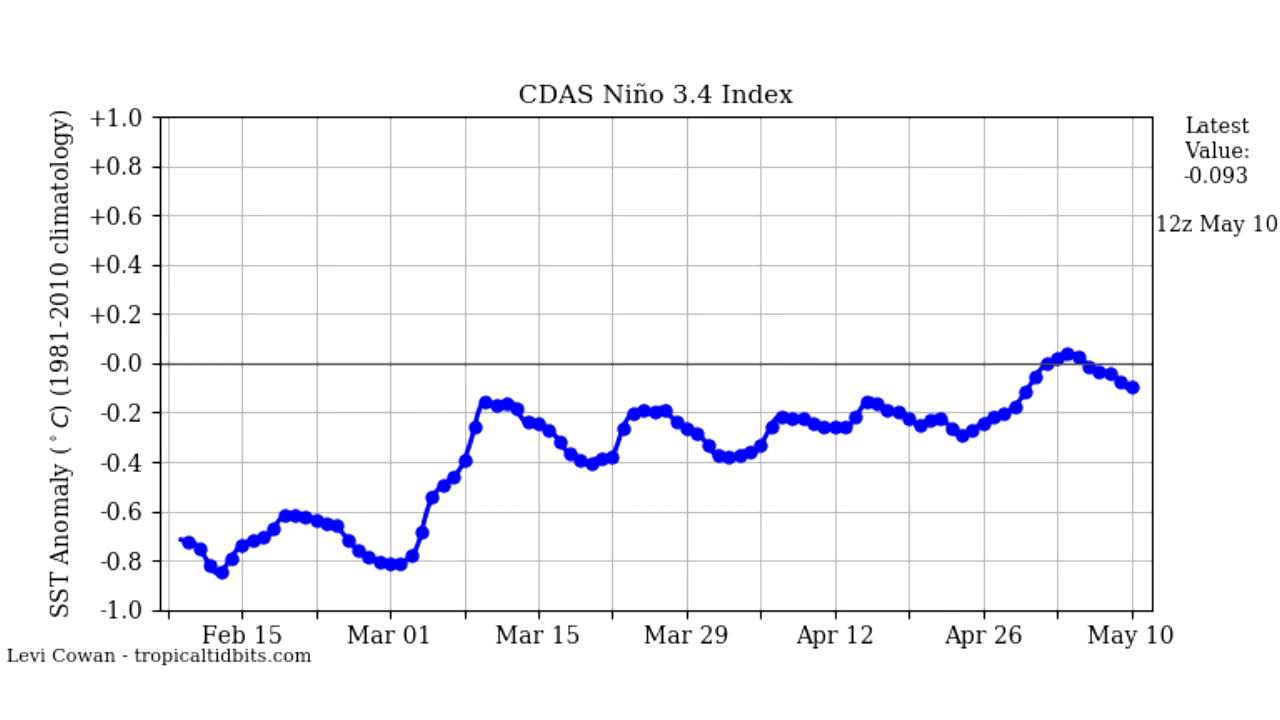 CDAS Niño 3.4 Index
SST Anomaly (°C) (1981-2010 climatology)
+1.0
+0.8
+0.6
+0.4
+0.2
-0.0
-0.2
-0.4
-0.6
-0.8
-1.0
Feb 15
Mar 01
Mar 15
Mar 29
Apr 12
Apr 26
May 10
Latest
Value:
-0.093
12z May 10
Levi Cowan - tropicaltidbits.com